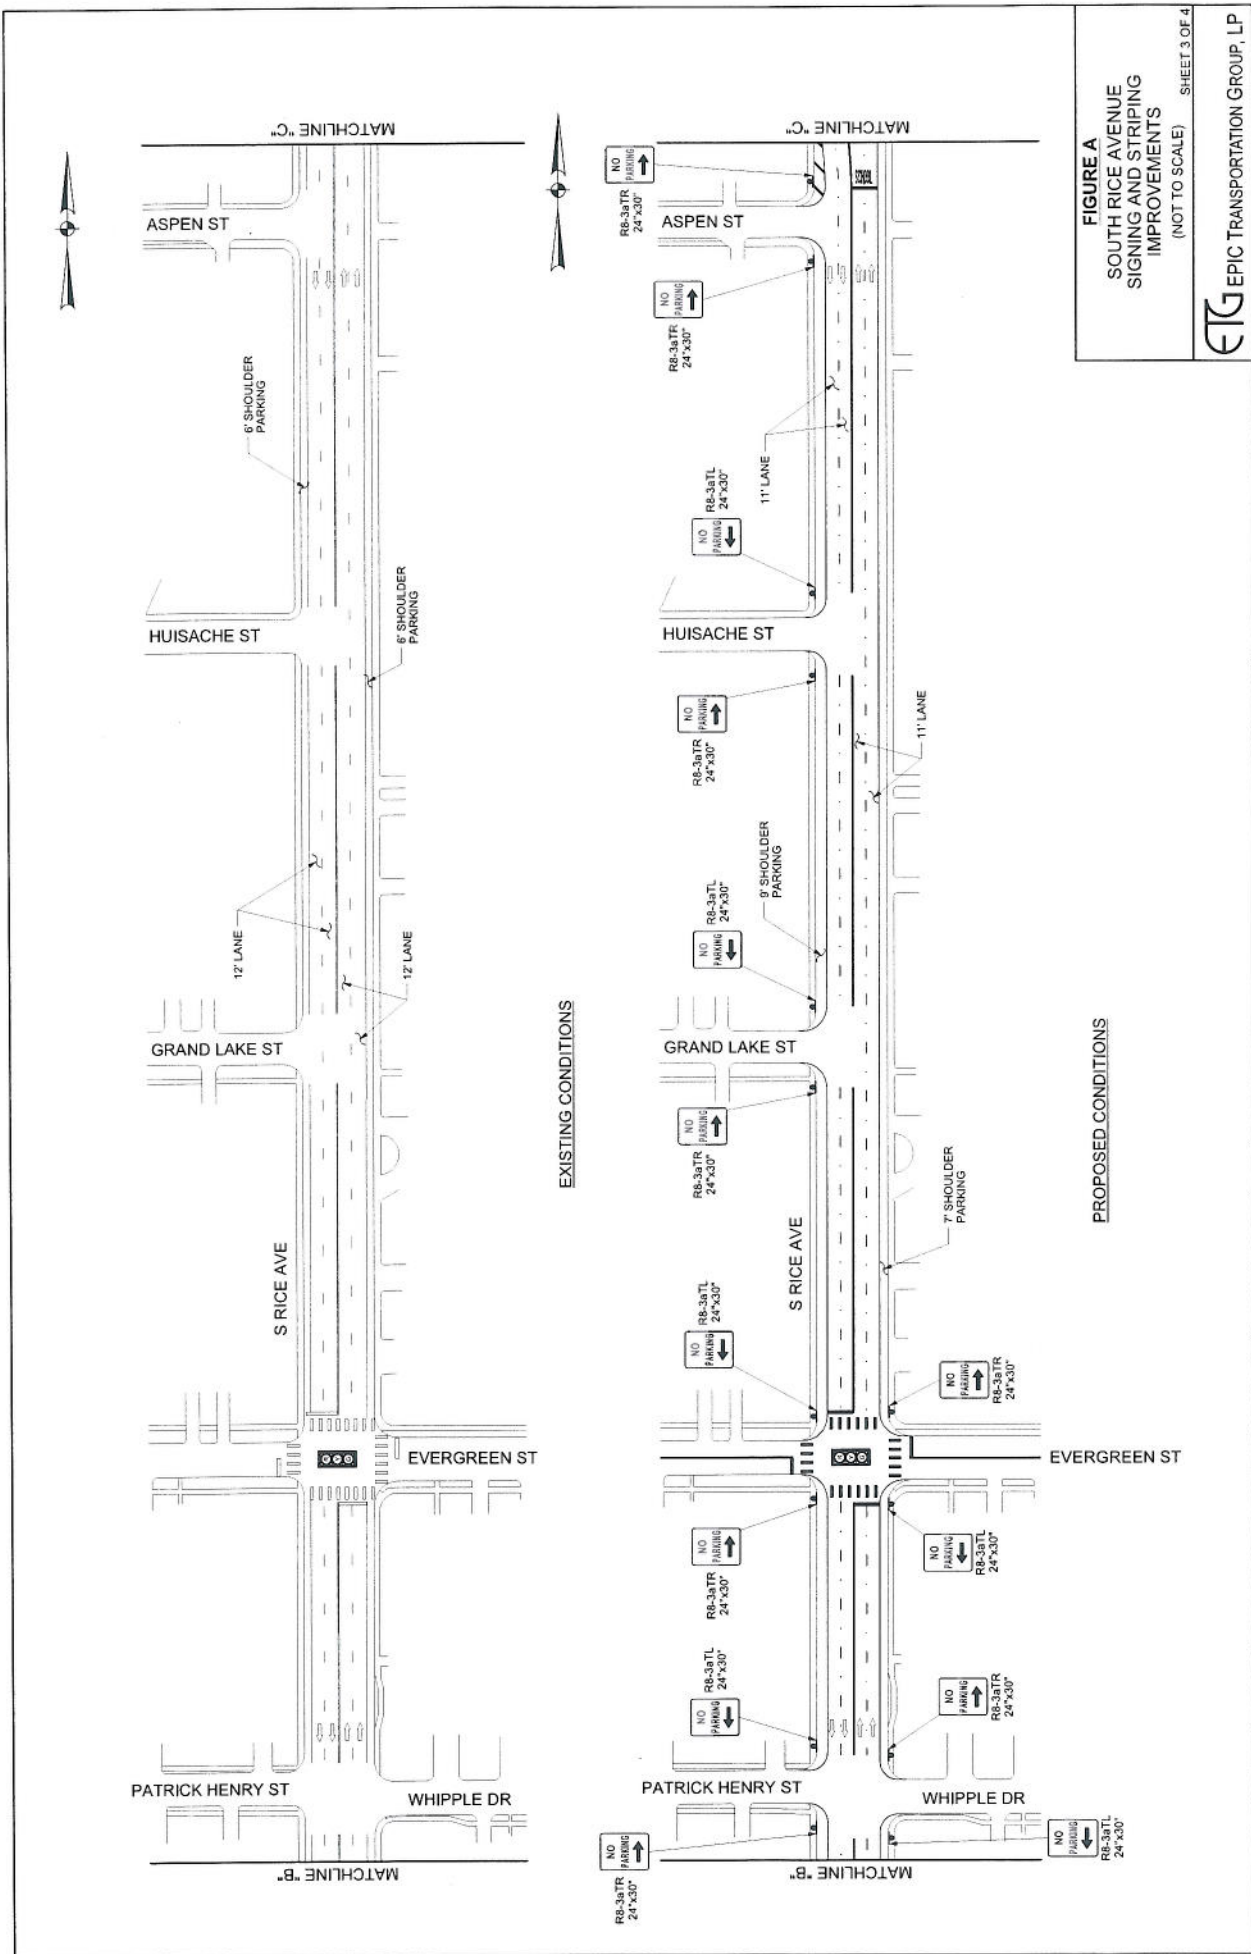 MATCHLINE "C"
ASPEN ST
6' SHOULDER
PARKING
HUISACHE ST
6' SHOULDER
PARKING
12' LANE
12' LANE
GRAND LAKE ST
S RICE AVE
EVERGREEN ST
PATRICK HENRY ST
WHIPPLE DR
MATCHLINE "B"
EXISTING CONDITIONS
MATCHLINE "C"
NO
PARKING
R8-3aTR
24"x30"
SCHOOL
ASPEN ST
NO
PARKING
R8-3aTR
24"x30"
11' LANE
NO
PARKING
R8-3aTL
24"x30"
HUISACHE ST
NO
PARKING
R8-3aTR
24"x30"
11' LANE
9' SHOULDER
PARKING
NO
PARKING
R8-3aTL
24"x30"
GRAND LAKE ST
NO
PARKING
R8-3aTR
24"x30"
7' SHOULDER
PARKING
S RICE AVE
NO
PARKING
R8-3aTL
24"x30"
NO
PARKING
R8-3aTR
24"x30"
EVERGREEN ST
NO
PARKING
R8-3aTR
24"x30"
NO
PARKING
R8-3aTL
24"x30"
NO
PARKING
R8-3aTL
24"x30"
NO
PARKING
R8-3aTR
24"x30"
PATRICK HENRY ST
WHIPPLE DR
NO
PARKING
R8-3aTR
24"x30"
NO
PARKING
R8-3aTL
24"x30"
MATCHLINE "B"
PROPOSED CONDITIONS
FIGURE A
SOUTH RICE AVENUE
SIGNING AND STRIPING
IMPROVEMENTS
(NOT TO SCALE)
SHEET 3 OF 4
ETG EPIC TRANSPORTATION GROUP, LP